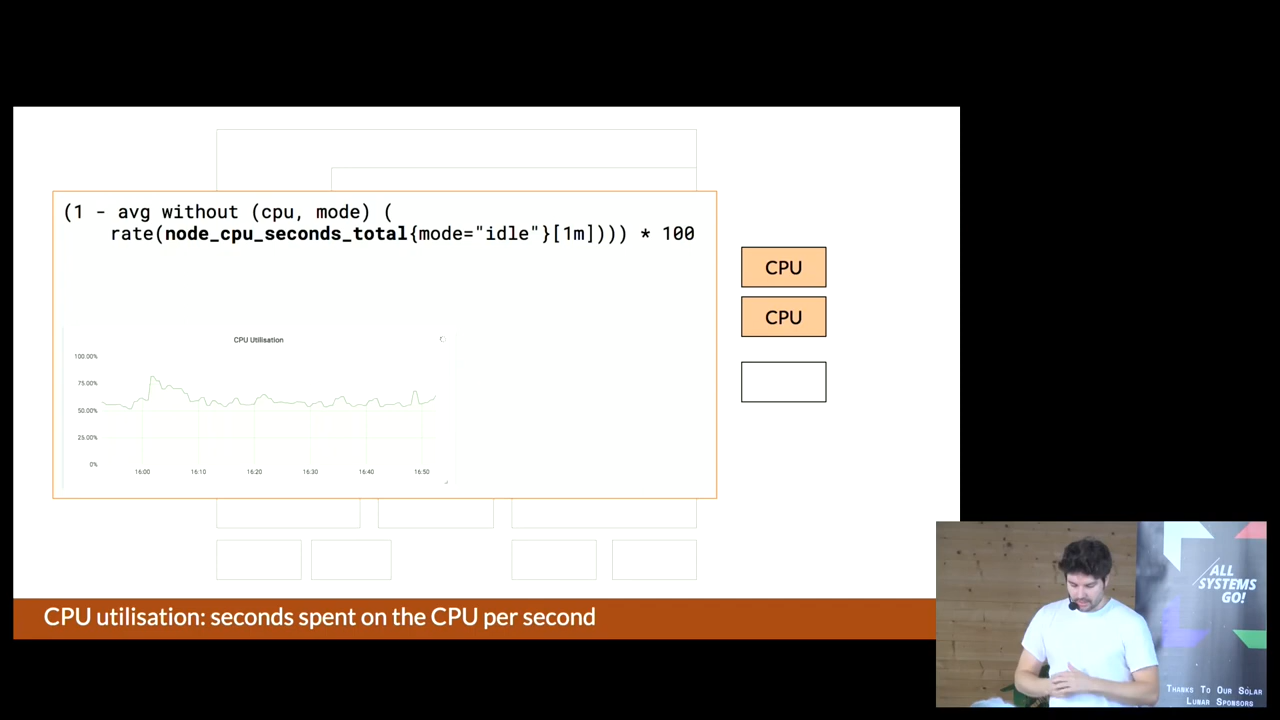 (1 - avg without (cpu, mode) (
rate(node_cpu_seconds_total{mode="idle"}[1m]))) * 100
CPU
CPU
CPU Utilisation
100.00%
75.00%
50.00%
25.00%
0%
16:00 16:10 16:20 16:30 16:40 16:50
CPU utilisation: seconds spent on the CPU per second
ALL
SYSTEMS
GO!
THANKS TO OUR SOLAR
LUNAR SPONSORS